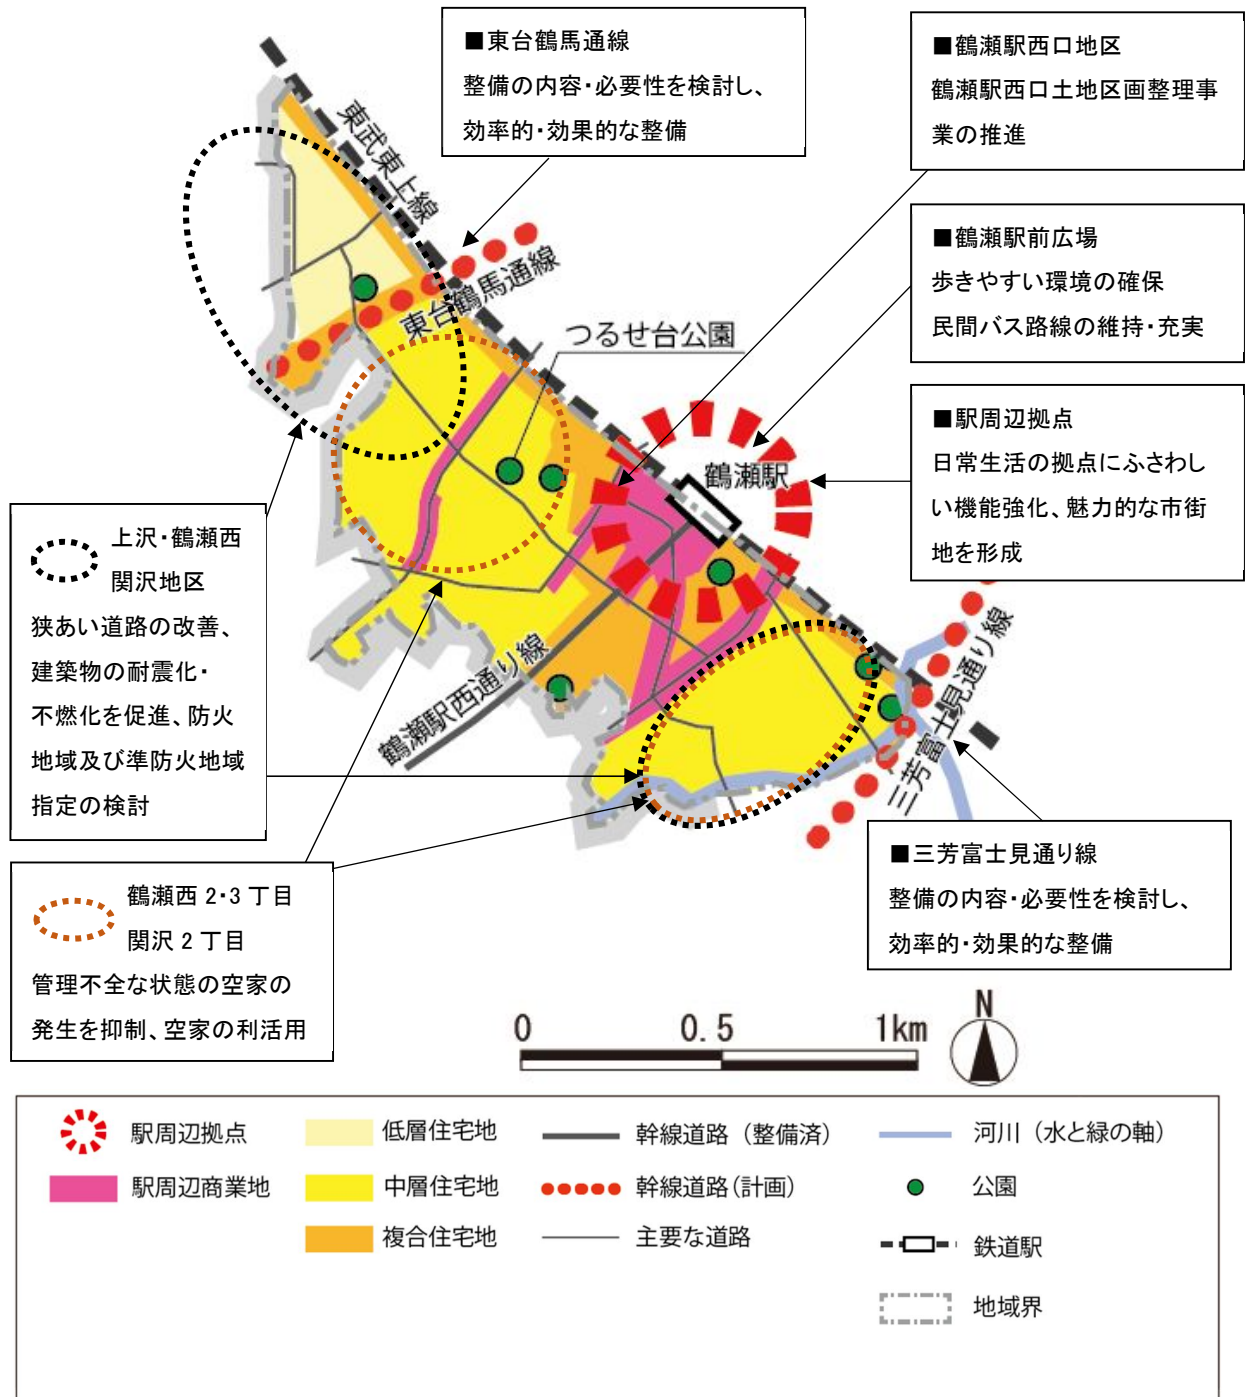 ■東台鶴馬通線
整備の内容・必要性を検討し、
効率的・効果的な整備
■鶴瀬駅西口地区
鶴瀬駅西口土地区画整理事
業の推進
■鶴瀬駅前広場
歩きやすい環境の確保
民間バス路線の維持・充実
■駅周辺拠点
日常生活の拠点にふさわし
い機能強化、魅力的な市街
地を形成
東武東上線
東台鶴馬通線
つるせ台公園
鶴瀬駅
鶴瀬駅西通り線
三芳富士見通り線
上沢・鶴瀬西
関沢地区
狭あい道路の改善、
建築物の耐震化・
不燃化を促進、防火
地域及び準防火地域
指定の検討
鶴瀬西 2・3 丁目
関沢 2 丁目
管理不全な状態の空家の
発生を抑制、空家の利活用
■三芳富士見通り線
整備の内容・必要性を検討し、
効率的・効果的な整備
0 0.5 1km
N
駅周辺拠点
低層住宅地
幹線道路（整備済）
河川（水と緑の軸）
駅周辺商業地
中層住宅地
幹線道路(計画)
公園
複合住宅地
主要な道路
鉄道駅
地域界